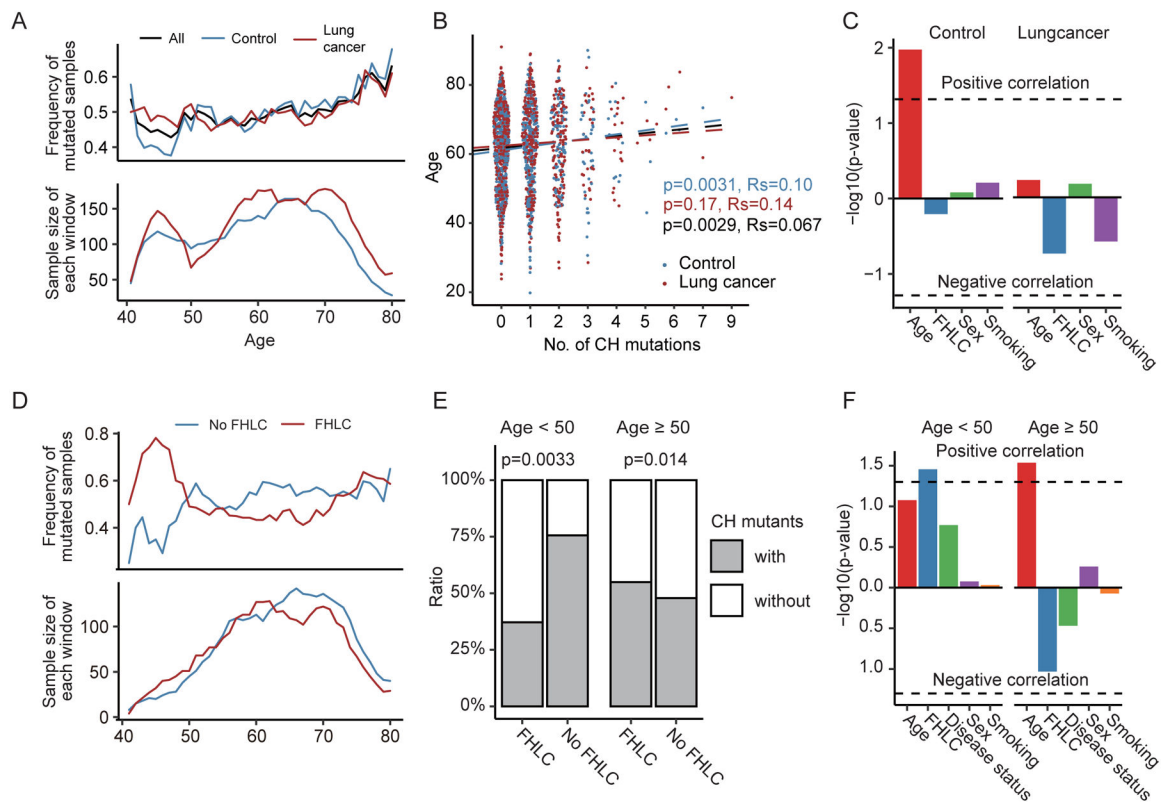 A
All
Control
Lung
cancer
Frequency of
mutated samples
0.6
0.5
0.4
Sample size of
each window
150
100
50
40
50
60
70
80
Age
B
Age
80
60
40
20
p=0.0031, Rs=0.10
p=0.17, Rs=0.14
p=0.0029, Rs=0.067
Control
Lung cancer
0 1 2 3 4 5 6 7 9
No. of CH mutations
C
Control
Lungcancer
−log10(p-value)
2
1
0
−1
Positive correlation
Negative correlation
Age
FHLC
Sex
Smoking
Age
FHLC
Sex
Smoking
D
No FHLC
FHLC
Frequency of
mutated samples
0.8
0.6
0.4
Sample size of
each window
100
50
0
40
50
60
70
80
E
Age < 50
Age ≥ 50
p=0.0033
p=0.014
Ratio
100%
75%
50%
25%
0%
FHLC
No FHLC
FHLC
No FHLC
CH mutants
with
without
F
Age < 50
Age ≥ 50
Positive correlation
−log10(p-value)
1.5
1.0
0.5
0.0
0.5
1.0
Negative correlation
Age
FHLC
Disease status
Sex
Smoking
Age
FHLC
Disease status
Sex
Smoking